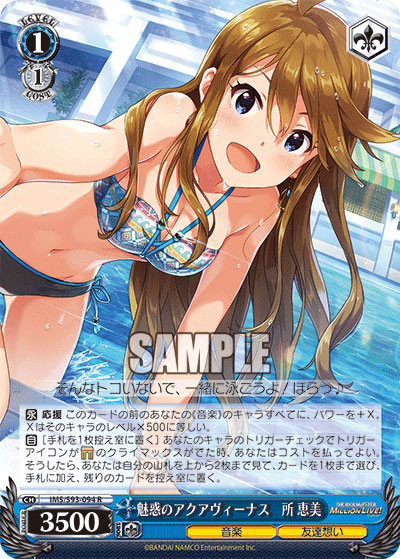 LEVEL
1
1
COST
SAMPLE
そんなトコいないで、一緒に泳ごうよ！ほらっ♪
永 応援 このカードの前のあなたの《音楽》のキャラすべてに、パワーを＋X。
Xはそのキャラのレベル×500に等しい。
自 ［手札を1枚控え室に置く］ あなたのキャラのトリガーチェックでトリガー
アイコンがのクライマックスがでた時、あなたはコストを払ってよい。
そうしたら、あなたは自分の山札を上から2枚まで見て、カードを1枚まで選び、
手札に加え、残りのカードを控え室に置く。
CH IMS/S93-094 R
魅惑のアクアヴィーナス 所 恵美
THE IDOLM@STER
MILLION LIVE!
3500
音楽
友達想い
©BANDAI NAMCO Entertainment Inc.